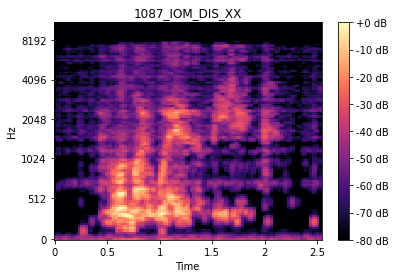 1087_IOM_DIS_XX
Hz
8192
4096
2048
1024
512
0
0 0.5 1 1.5 2 2.5
Time
+0 dB
-10 dB
-20 dB
-30 dB
-40 dB
-50 dB
-60 dB
-70 dB
-80 dB